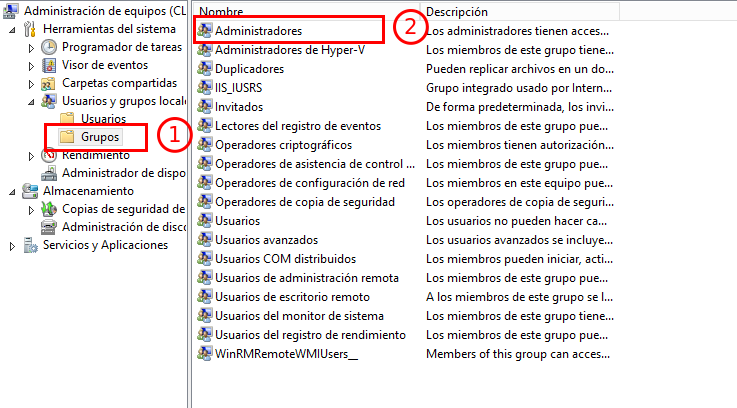 Administración de equipos (CL
Herramientas del sistema
Programador de tareas
Visor de eventos
Carpetas compartidas
Usuarios y grupos locale
Usuarios
Grupos
1
Rendimiento
Administrador de dispo
Almacenamiento
Copias de seguridad de
Administración de disco
Servicios y Aplicaciones
Nombre Descripción
Administradores 2 Los administradores tienen acces...
Administradores de Hyper-V Los miembros de este grupo tiene...
Duplicadores Pueden replicar archivos en un do...
IIS_IUSRS Grupo integrado usado por Intern...
Invitados De forma predeterminada, los invi...
Lectores del registro de eventos Los miembros de este grupo pue...
Operadores criptográficos Los miembros tienen autorización...
Operadores de asistencia de control ... Los miembros de este grupo pue...
Operadores de configuración de red Los miembros en este equipo pue...
Operadores de copia de seguridad Los operadores de copia de seguri...
Usuarios Los usuarios no pueden hacer ca...
Usuarios avanzados Los usuarios avanzados se incluye...
Usuarios COM distribuidos Los miembros pueden iniciar, acti...
Usuarios de administración remota Los miembros de este grupo pue...
Usuarios de escritorio remoto A los miembros de este grupo se l...
Usuarios del monitor de sistema Los miembros de este grupo tiene...
Usuarios del registro de rendimiento Los miembros de este grupo pue...
WinRMRemoteWMIUsers__ Members of this group can acces...